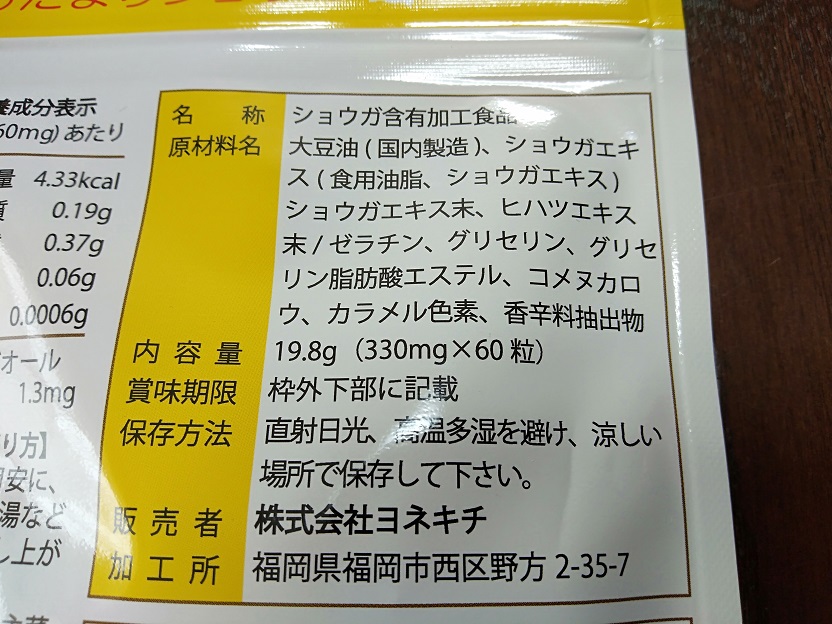 養成分表示
60mg) あたり
量 4.33kcal
質 0.19g
0.37g
0.06g
0.0006g
オール
1.3mg
り方】
目安に、
湯など
し上が
名称 ショウガ含有加工食品
原材料名 大豆油 ( 国内製造 )、ショウガエキ
ス ( 食用油脂、ショウガエキス )
ショウガエキス末、ヒハツエキス
末 / ゼラチン、グリセリン、グリセ
リン脂肪酸エステル、コメヌカロ
ウ、カラメル色素、香辛料抽出物
内容量 19.8g（330mg×60 粒）
賞味期限 枠外下部に記載
保存方法 直射日光、高温多湿を避け、涼しい
場所で保存して下さい。
販売者 株式会社ヨネキチ
加工所 福岡県福岡市西区野方 2-35-7